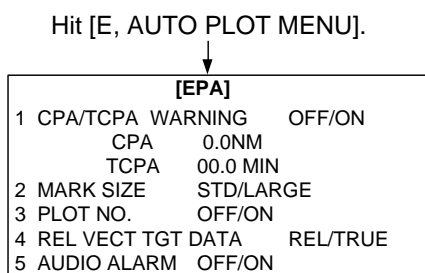 Hit [E, AUTO PLOT MENU].
[EPA]
1 CPA/TCPA WARNING OFF/ON
CPA 0.0NM
TCPA 00.0 MIN
2 MARK SIZE STD/LARGE
3 PLOT NO. OFF/ON
4 REL VECT TGT DATA REL/TRUE
5 AUDIO ALARM OFF/ON